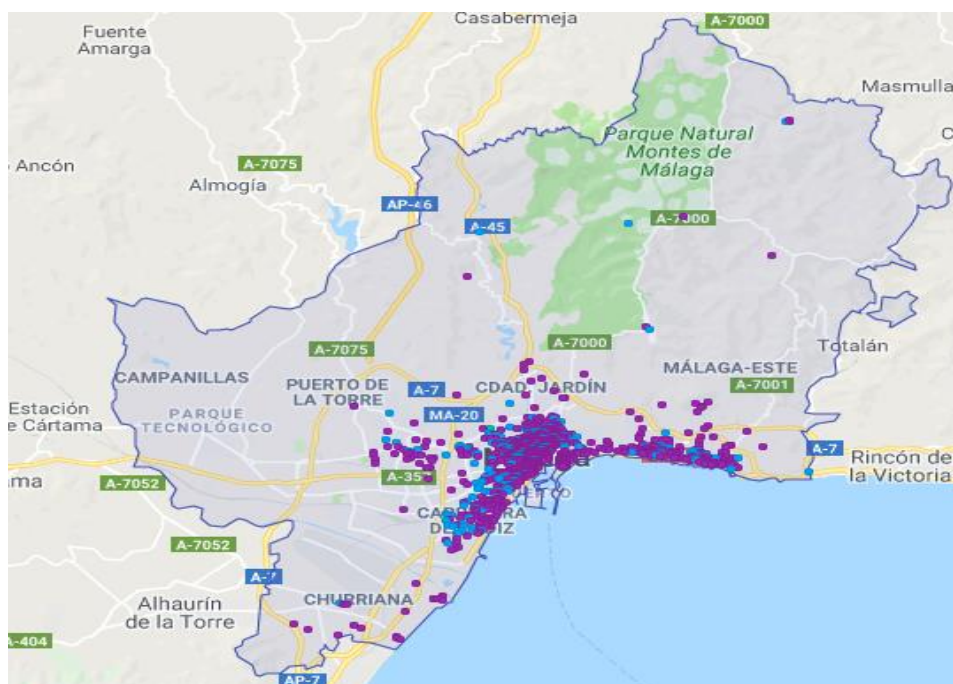 A-7000
Casabermeja
Fuente
Amarga
Masmulla
Parque Natural
Montes de
Málaga
A-7075
Ancón
Almogía
AP-46
A-45
A-7000
A-7000
Totalán
A-7075
MÁLAGA-ESTE
CAMPANILLAS
PUERTO DE
LA TORRE
A-7
CDAD. JARDÍN
A-7001
Estación
de Cártama
PARQUE
TECNOLÓGICO
MA-20
A-7
Rincón de
la Victoria
A-7052
A-7052
A-7
CHURRIANA
Alhaurín
de la Torre
A-404
AP-7